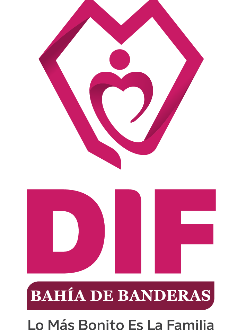 DIF
BAHÍA DE BANDERAS
Lo Más Bonito Es La Familia